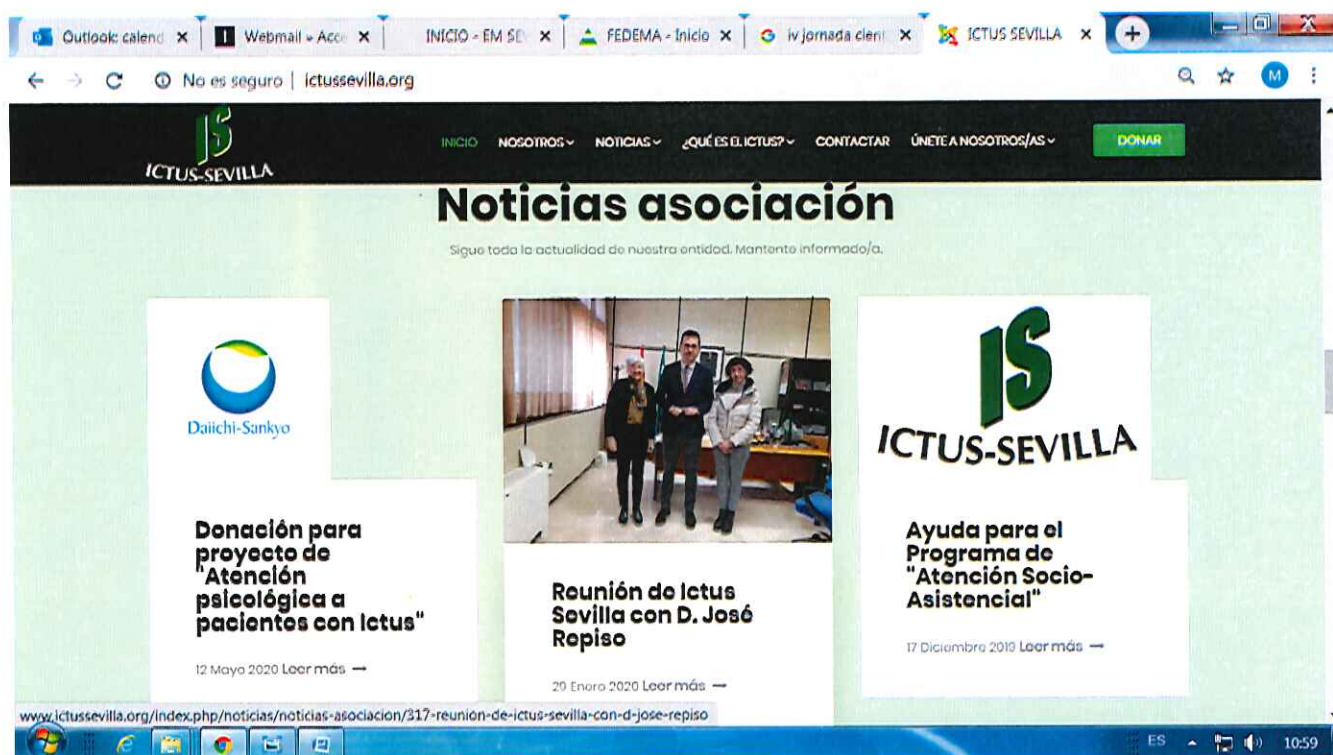 Outlook: calend
Webmail - Acce
INICIO - EM SE
FEDEMA - Inicio
iv jornada cient
ICTUS SEVILLA
No es seguro | ictussevilla.org
M
IS
ICTUS-SEVILLA
INICIO
NOSOTROS
NOTICIAS
¿QUÉ ES EL ICTUS?
CONTACTAR
ÚNETE A NOSOTROS/AS
DONAR
Noticias asociación
Sigue toda la actualidad de nuestra entidad. Mantente informado/a.
Daiichi-Sankyo
Donación para
proyecto de
"Atención
psicológica a
pacientes con Ictus"
12 Mayo 2020 Leer más →
Reunión de Ictus
Sevilla con D. José
Repiso
29 Enero 2020 Leer más →
IS
ICTUS-SEVILLA
Ayuda para el
Programa de
"Atención Socio-
Asistencial"
17 Diciembre 2019 Leer más →
www.ictussevilla.org/index.php/noticias/noticias-asociacion/317-reunion-de-ictus-sevilla-con-d-jose-repiso
ES
10:59